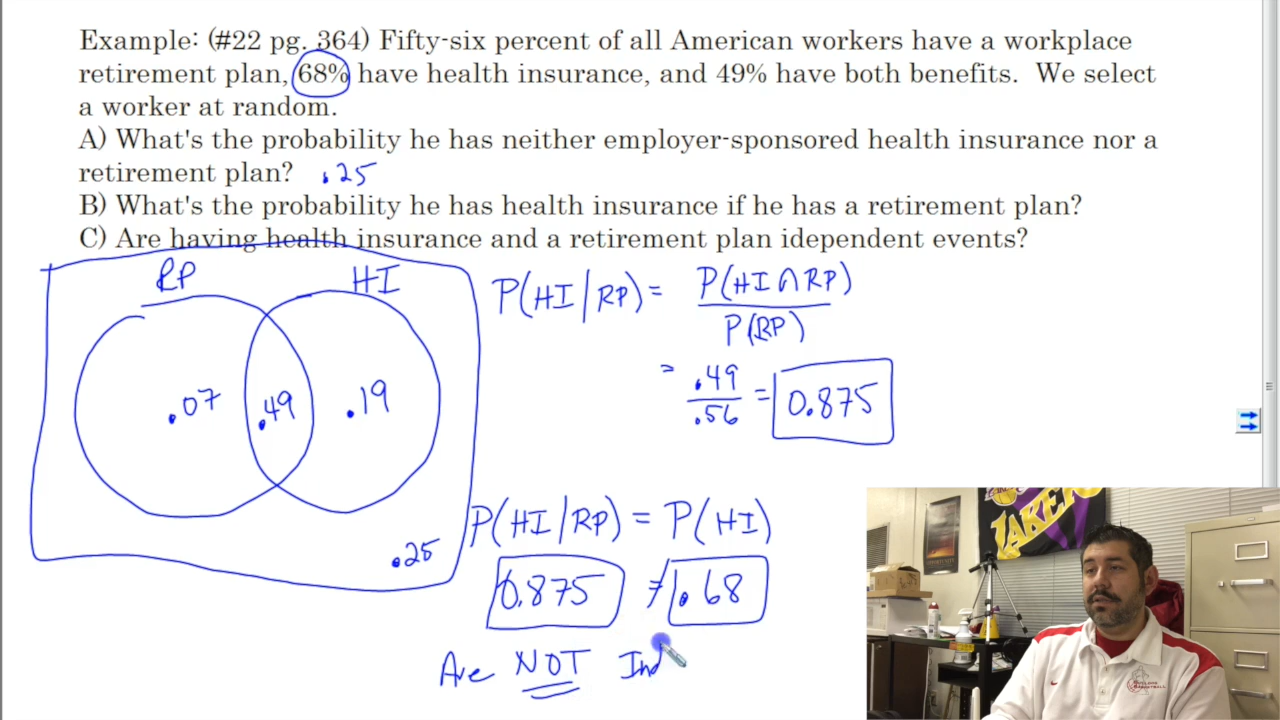 Example: (#22 pg. 364) Fifty-six percent of all American workers have a workplace
retirement plan, 68% have health insurance, and 49% have both benefits. We select
a worker at random.
A) What's the probability he has neither employer-sponsored health insurance nor a
retirement plan? .25
B) What's the probability he has health insurance if he has a retirement plan?
C) Are having health insurance and a retirement plan idependent events?
RP HI
.07 .49 .19
.25
P(HI/RP) = P(HI∩RP)
P(RP)
= .49
.56 = 0.875
P(HI/RP) = P(HI)
0.875 ≠ .68
Are NOT Ind
LAKERS